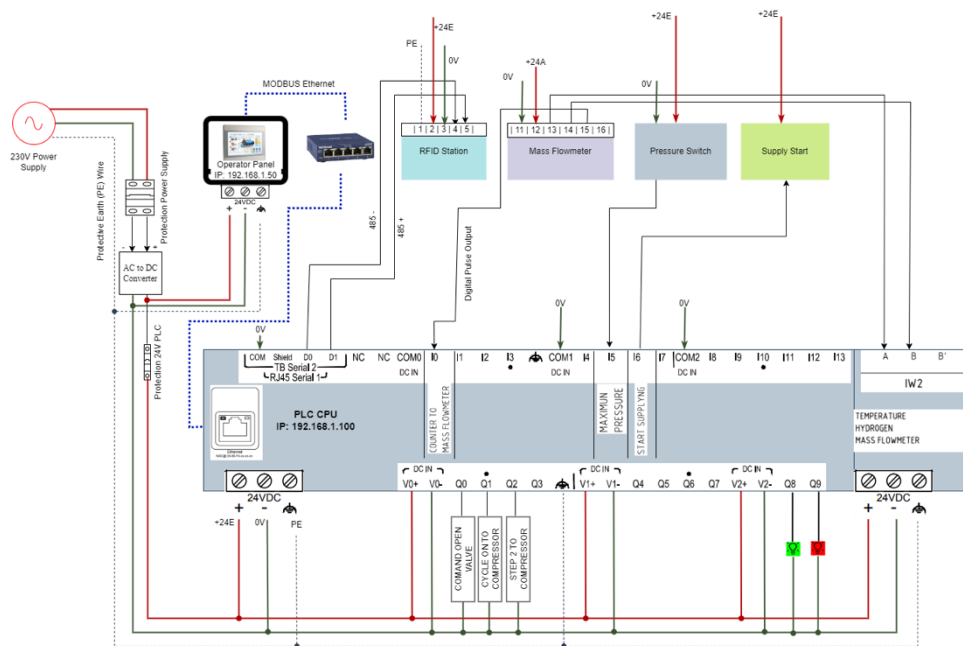 +24E
+24E
+24E
PE
0V
+24A
0V
0V
MODBUS Ethernet
230V Power
Supply
Protective Earth (PE) Wire
Protection Power Supply
Operator Panel
IP: 192.168.1.50
24VDC
+ -
| 1 | 2 | 3 | 4 | 5 |
RFID Station
| 11 | 12 | 13 | 14 | 15 | 16 |
Mass Flowmeter
Pressure Switch
Supply Start
- +
AC to DC
Converter
Protection 24V PLC
485 -
485 +
Digital Pulse Output
0V
0V
0V
COM Shield D0 D1 NC NC COM0 I0 I1 I2 I3 COM1 I4 I5 I6 I7 COM2 I8 I9 I10 I11 I12 I13 A B B'
TB Serial 2
RJ45 Serial 1
DC IN
DC IN
DC IN
IW2
PLC CPU
IP: 192.168.1.100
Ethernet
COUNTER TO
MASS FLOWMETER
MAXIMUN
PRESSURE
START SUPPLYNG
TEMPERATURE
HYDROGEN
MASS FLOWMETER
24VDC
+ -
+24E 0V PE
DC IN
DC IN
DC IN
V0+ V0- Q0 Q1 Q2 Q3 V1+ V1- Q4 Q5 Q6 Q7 V2+ V2- Q8 Q9
24VDC
+ -
COMAND OPEN
VALVE
CYCLE ONTO
COMPRESSOR
STEP 2 TO
COMPRESSOR